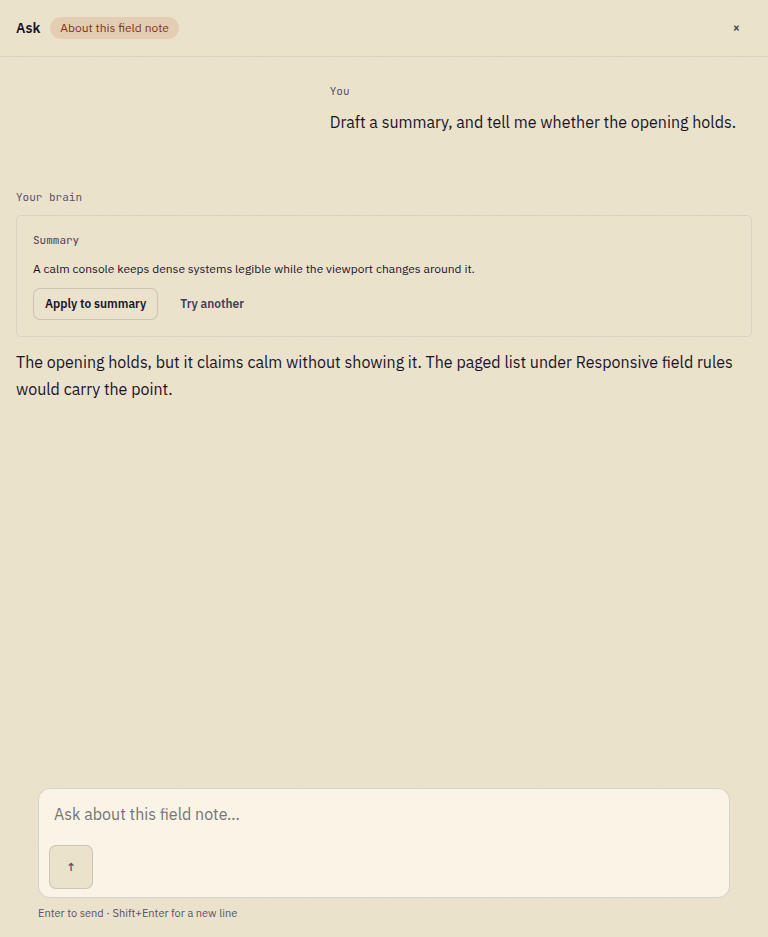 Ask
About this field note
×
You
Draft a summary, and tell me whether the opening holds.
Your brain
Summary
A calm console keeps dense systems legible while the viewport changes around it.
Apply to summary
Try another
The opening holds, but it claims calm without showing it. The paged list under Responsive field rules
would carry the point.
Ask about this field note…
↑
Enter to send · Shift+Enter for a new line